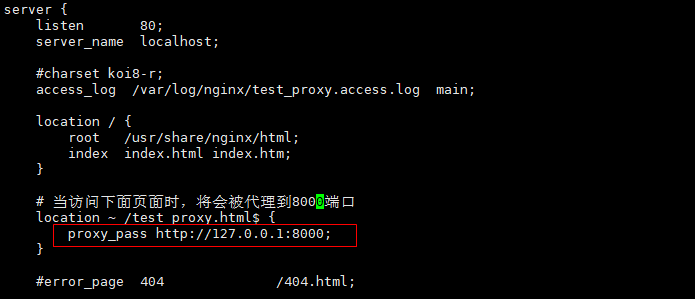 server {
    listen       80;
    server_name  localhost;
    #charset koi8-r;
    access_log  /var/log/nginx/test_proxy.access.log  main;
    location / {
        root   /usr/share/nginx/html;
        index  index.html index.htm;
    }
    # 当访问下面页面时，将会被代理到8000端口
    location ~ /test_proxy.html$ {
        proxy_pass http://127.0.0.1:8000;
    }
    #error_page  404              /404.html;